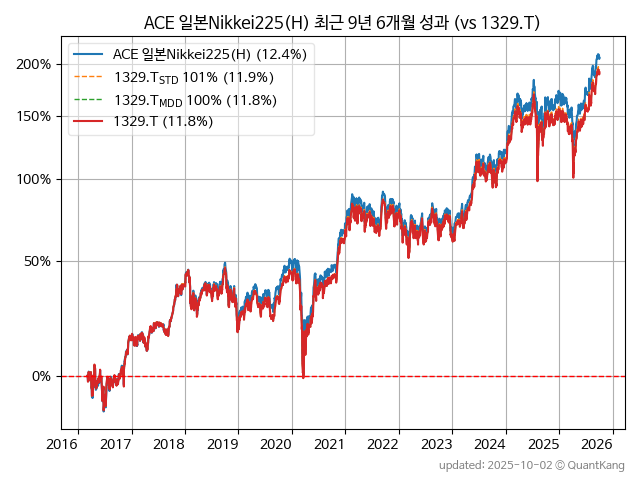 ACE 일본Nikkei225(H) 최근 9년 6개월 성과 (vs 1329.T)
ACE 일본Nikkei225(H) (12.4%)
1329.T_STD 101% (11.9%)
1329.T_MDD 100% (11.8%)
1329.T (11.8%)
200%
150%
100%
50%
0%
2016 2017 2018 2019 2020 2021 2022 2023 2024 2025 2026
updated: 2025-10-02 © QuantKang